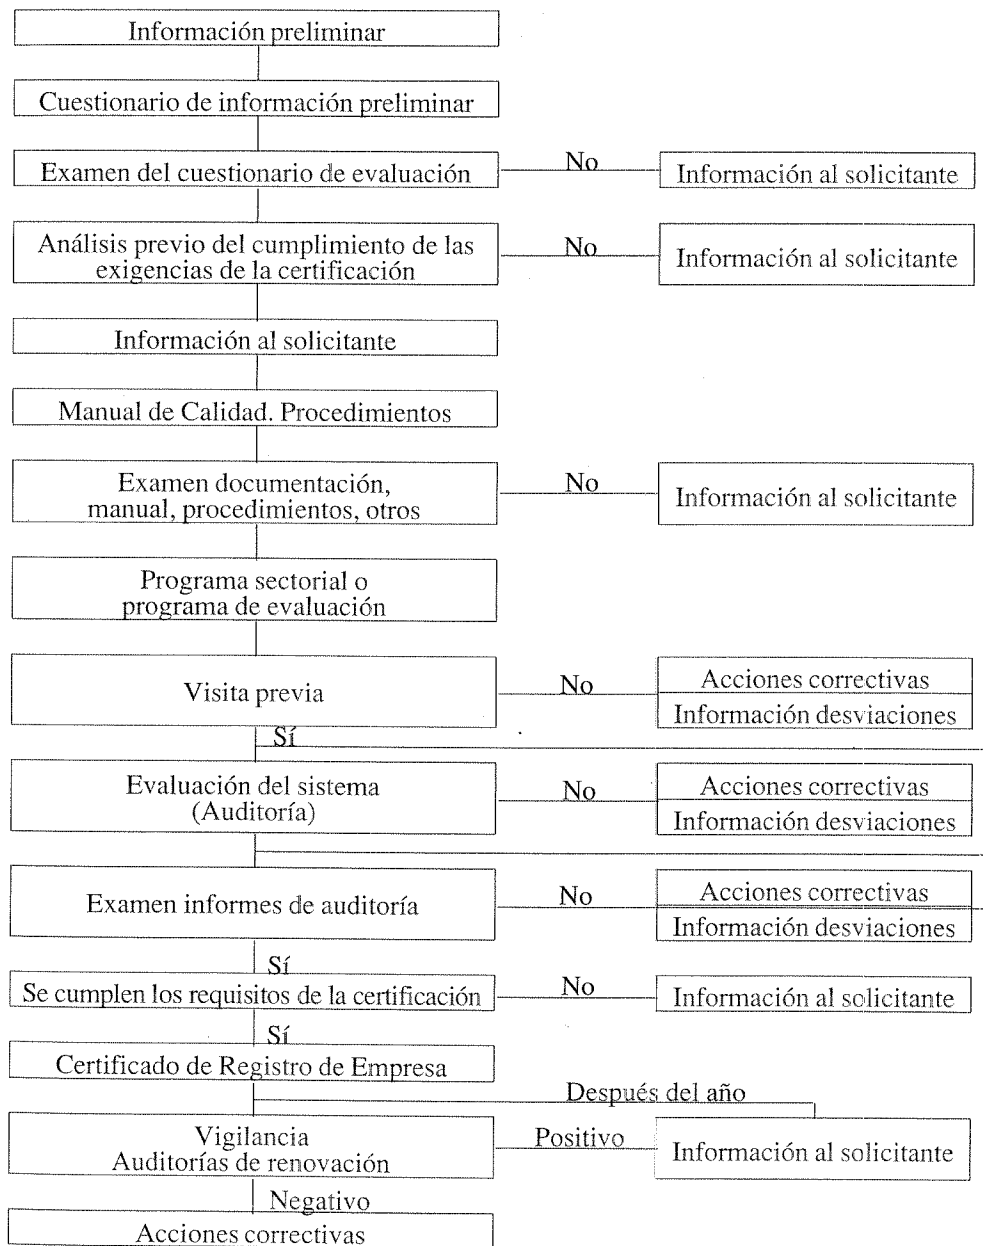 Información preliminar
Cuestionario de información preliminar
Examen del cuestionario de evaluación
No
Información al solicitante
Análisis previo del cumplimiento de las
exigencias de la certificación
No
Información al solicitante
Información al solicitante
Manual de Calidad. Procedimientos
Examen documentación,
manual, procedimientos, otros
No
Información al solicitante
Programa sectorial o
programa de evaluación
Visita previa
No
Acciones correctivas
Información desviaciones
Sí
Evaluación del sistema
(Auditoría)
No
Acciones correctivas
Información desviaciones
Examen informes de auditoría
No
Acciones correctivas
Información desviaciones
Sí
Se cumplen los requisitos de la certificación
No
Información al solicitante
Sí
Certificado de Registro de Empresa
Después del año
Vigilancia
Auditorías de renovación
Positivo
Información al solicitante
Negativo
Acciones correctivas